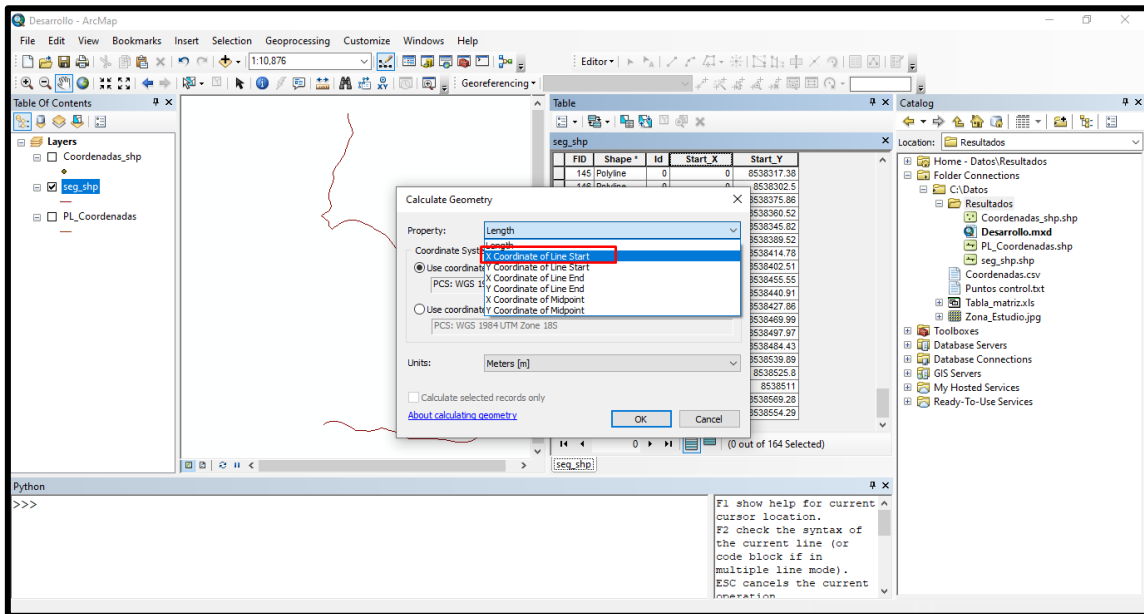 Desarrollo - ArcMap
File Edit View Bookmarks Insert Selection Geoprocessing Customize Windows Help
1:10,876
Editor
Georeferencing
Table Of Contents
Layers
Coordenadas_shp
seg_shp
PL_Coordenadas
Table
seg_shp
FID Shape * Id Start_X Start_Y
145 Polyline 0 0 8538317.38
146 Polyline 0 0 8538302.5
8538375.86
8538360.52
8538345.82
8538389.52
8538414.78
8538402.51
8538455.55
8538440.91
8538427.86
8538469.99
8538497.97
8538484.43
8538539.89
8538525.8
8538511
8538569.28
8538554.29
0
(0 out of 164 Selected)
seg_shp
Calculate Geometry
Property: Length
Length
X Coordinate of Line Start
Y Coordinate of Line Start
X Coordinate of Line End
Y Coordinate of Line End
X Coordinate of Midpoint
Y Coordinate of Midpoint
Coordinate Syst
Use coordinat
PCS: WGS 19
Use coordinat
PCS: WGS 1984 UTM Zone 18S
Units: Meters [m]
Calculate selected records only
About calculating geometry
OK Cancel
Catalog
Location: Resultados
Home - Datos\Resultados
Folder Connections
C:\Datos
Resultados
Coordenadas_shp.shp
Desarrollo.mxd
PL_Coordenadas.shp
seg_shp.shp
Coordenadas.csv
Puntos control.txt
Tabla_matriz.xls
Zona_Estudio.jpg
Toolboxes
Database Servers
Database Connections
GIS Servers
My Hosted Services
Ready-To-Use Services
Python
>>>
F1 show help for current
cursor location.
F2 check the syntax of
the current line (or
code block if in
multiple line mode).
ESC cancels the current
operation